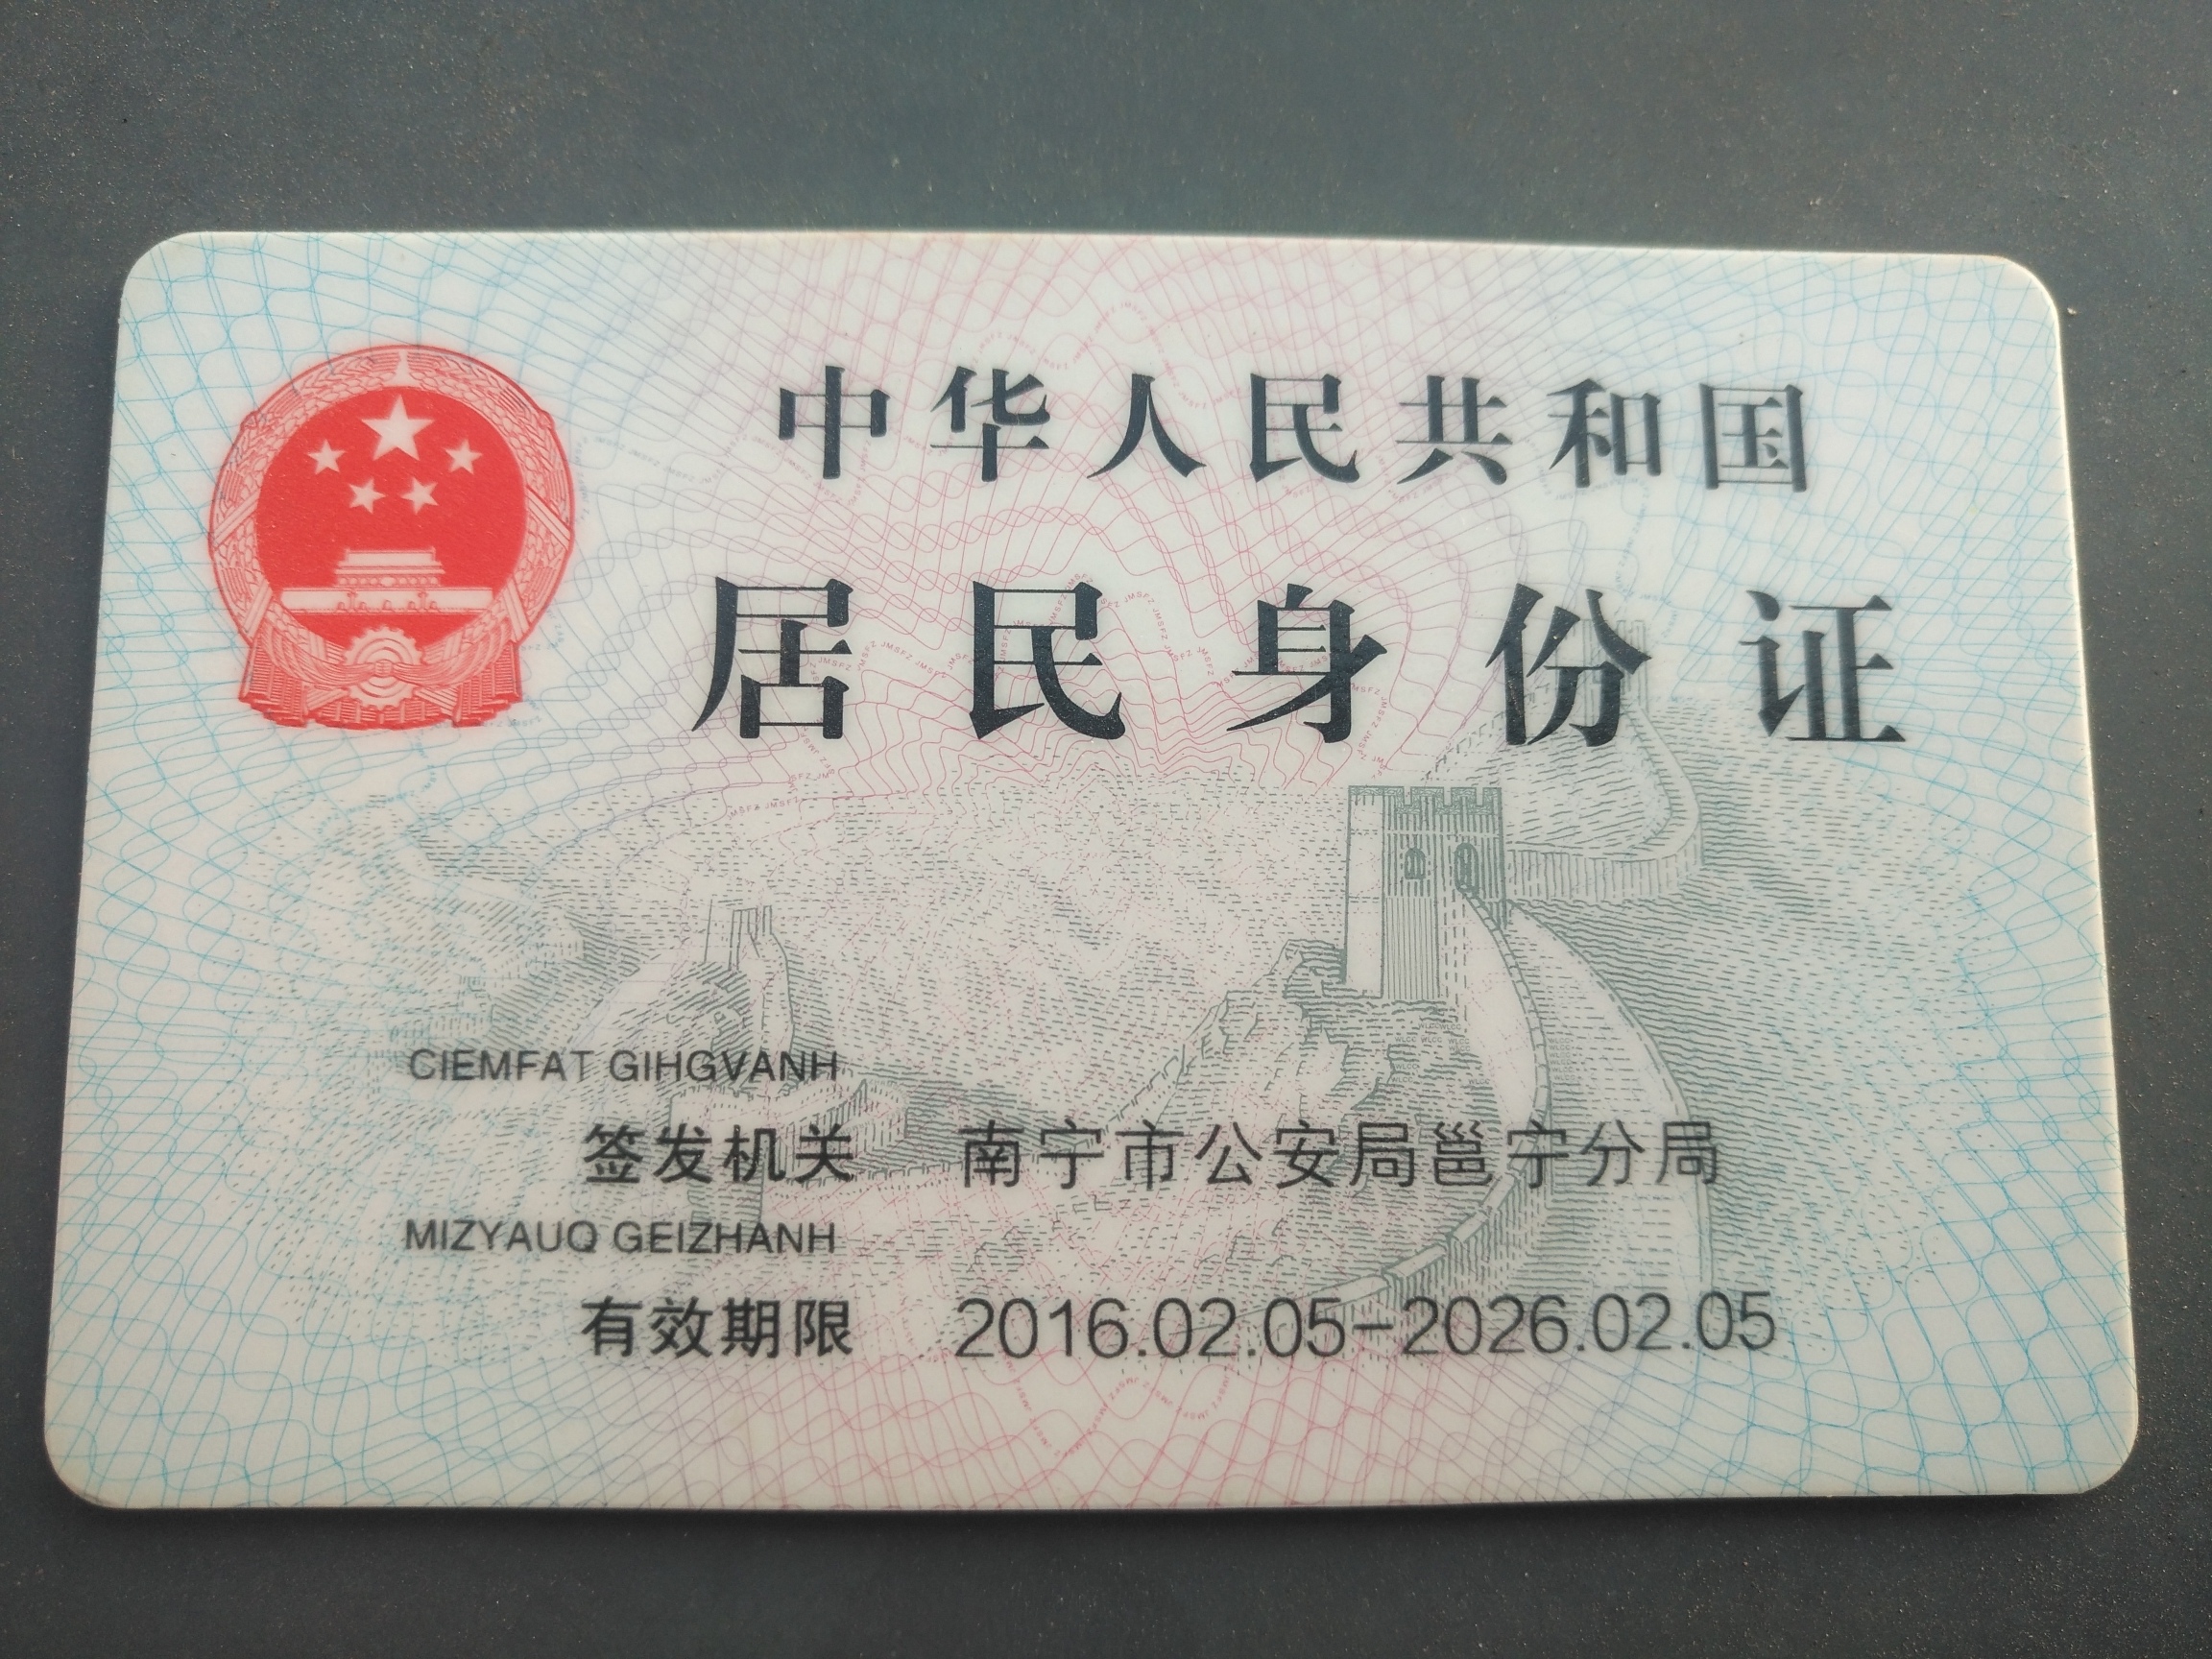 中华人民共和国
居民身份证
CIEMFAT GIHGVANH
签发机关 南宁市公安局邕宁分局
MIZYAUQ GEIZHANH
有效期限 2016.02.05-2026.02.05